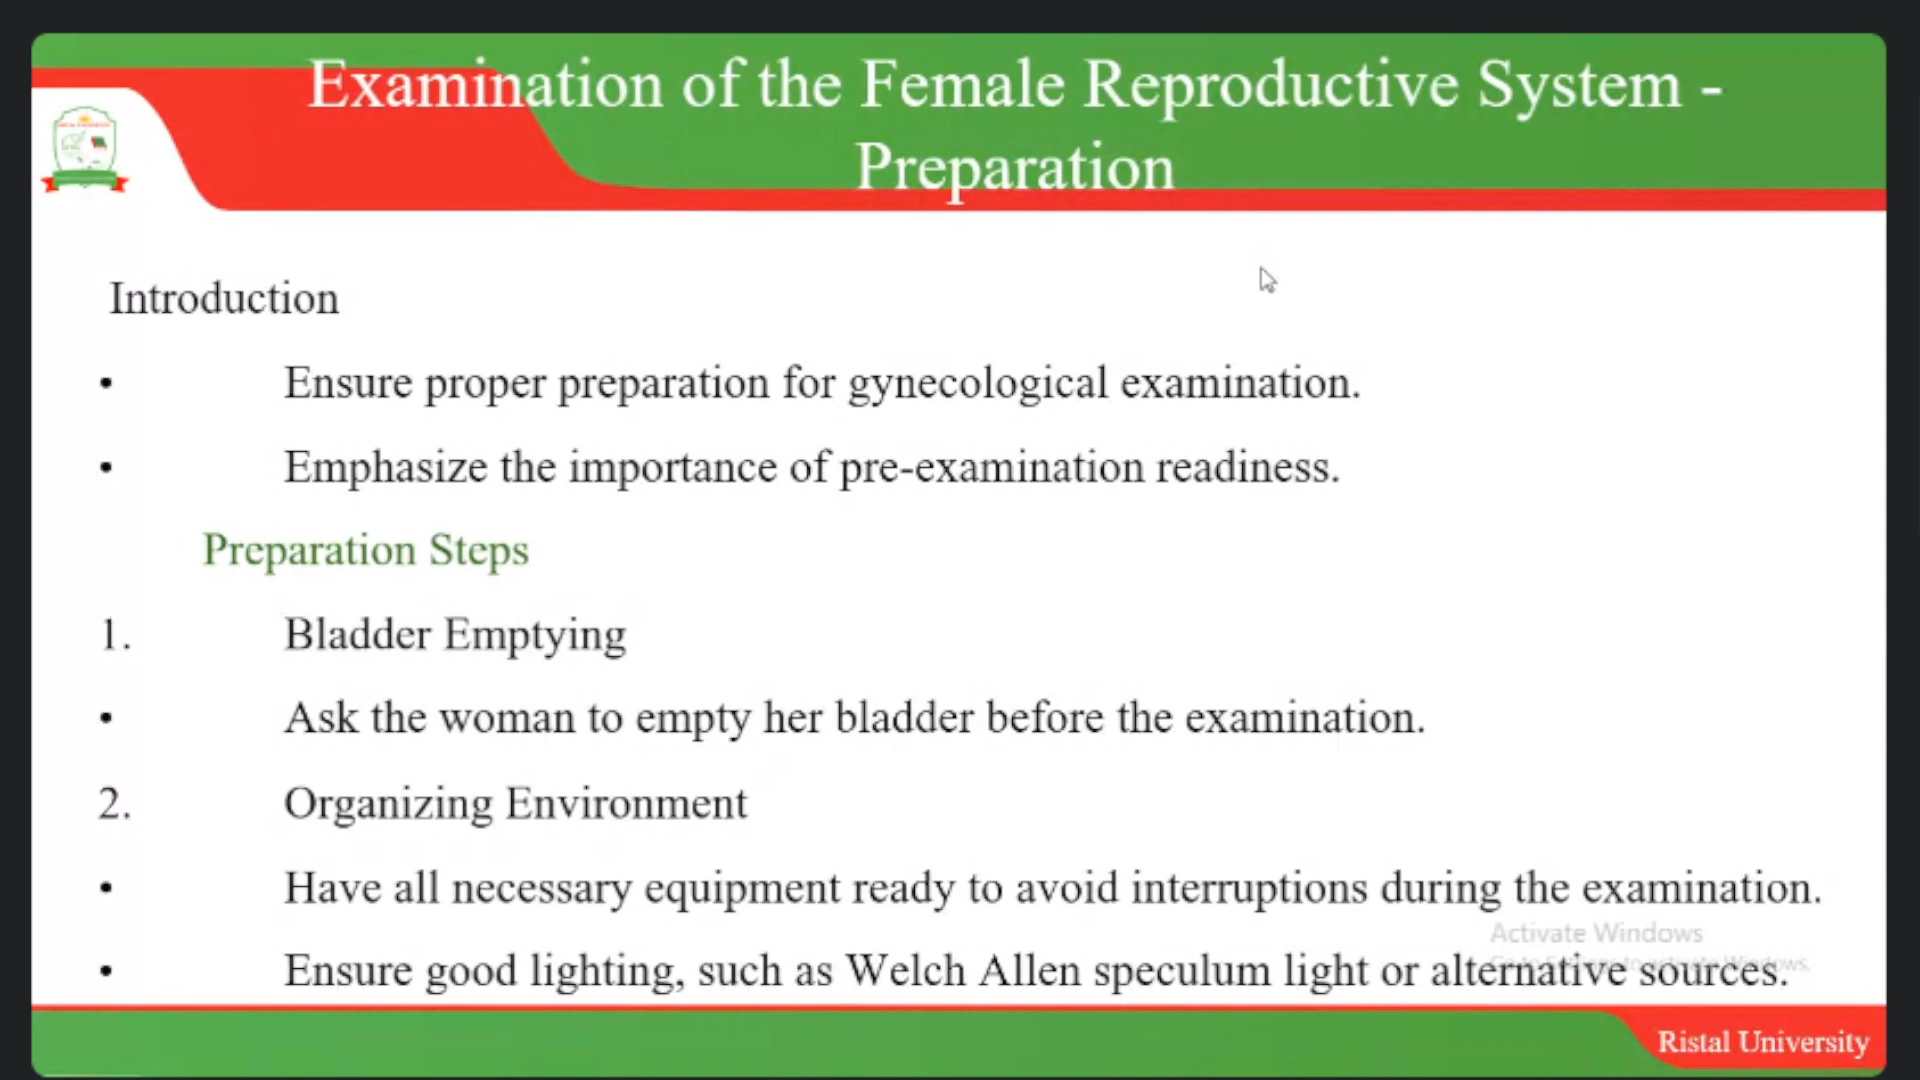 Examination of the Female Reproductive System -
Preparation
Introduction
• Ensure proper preparation for gynecological examination.
• Emphasize the importance of pre-examination readiness.
Preparation Steps
1. Bladder Emptying
• Ask the woman to empty her bladder before the examination.
2. Organizing Environment
• Have all necessary equipment ready to avoid interruptions during the examination.
Activate Windows
• Ensure good lighting, such as Welch Allen speculum light or alternative sources.
Ristal University